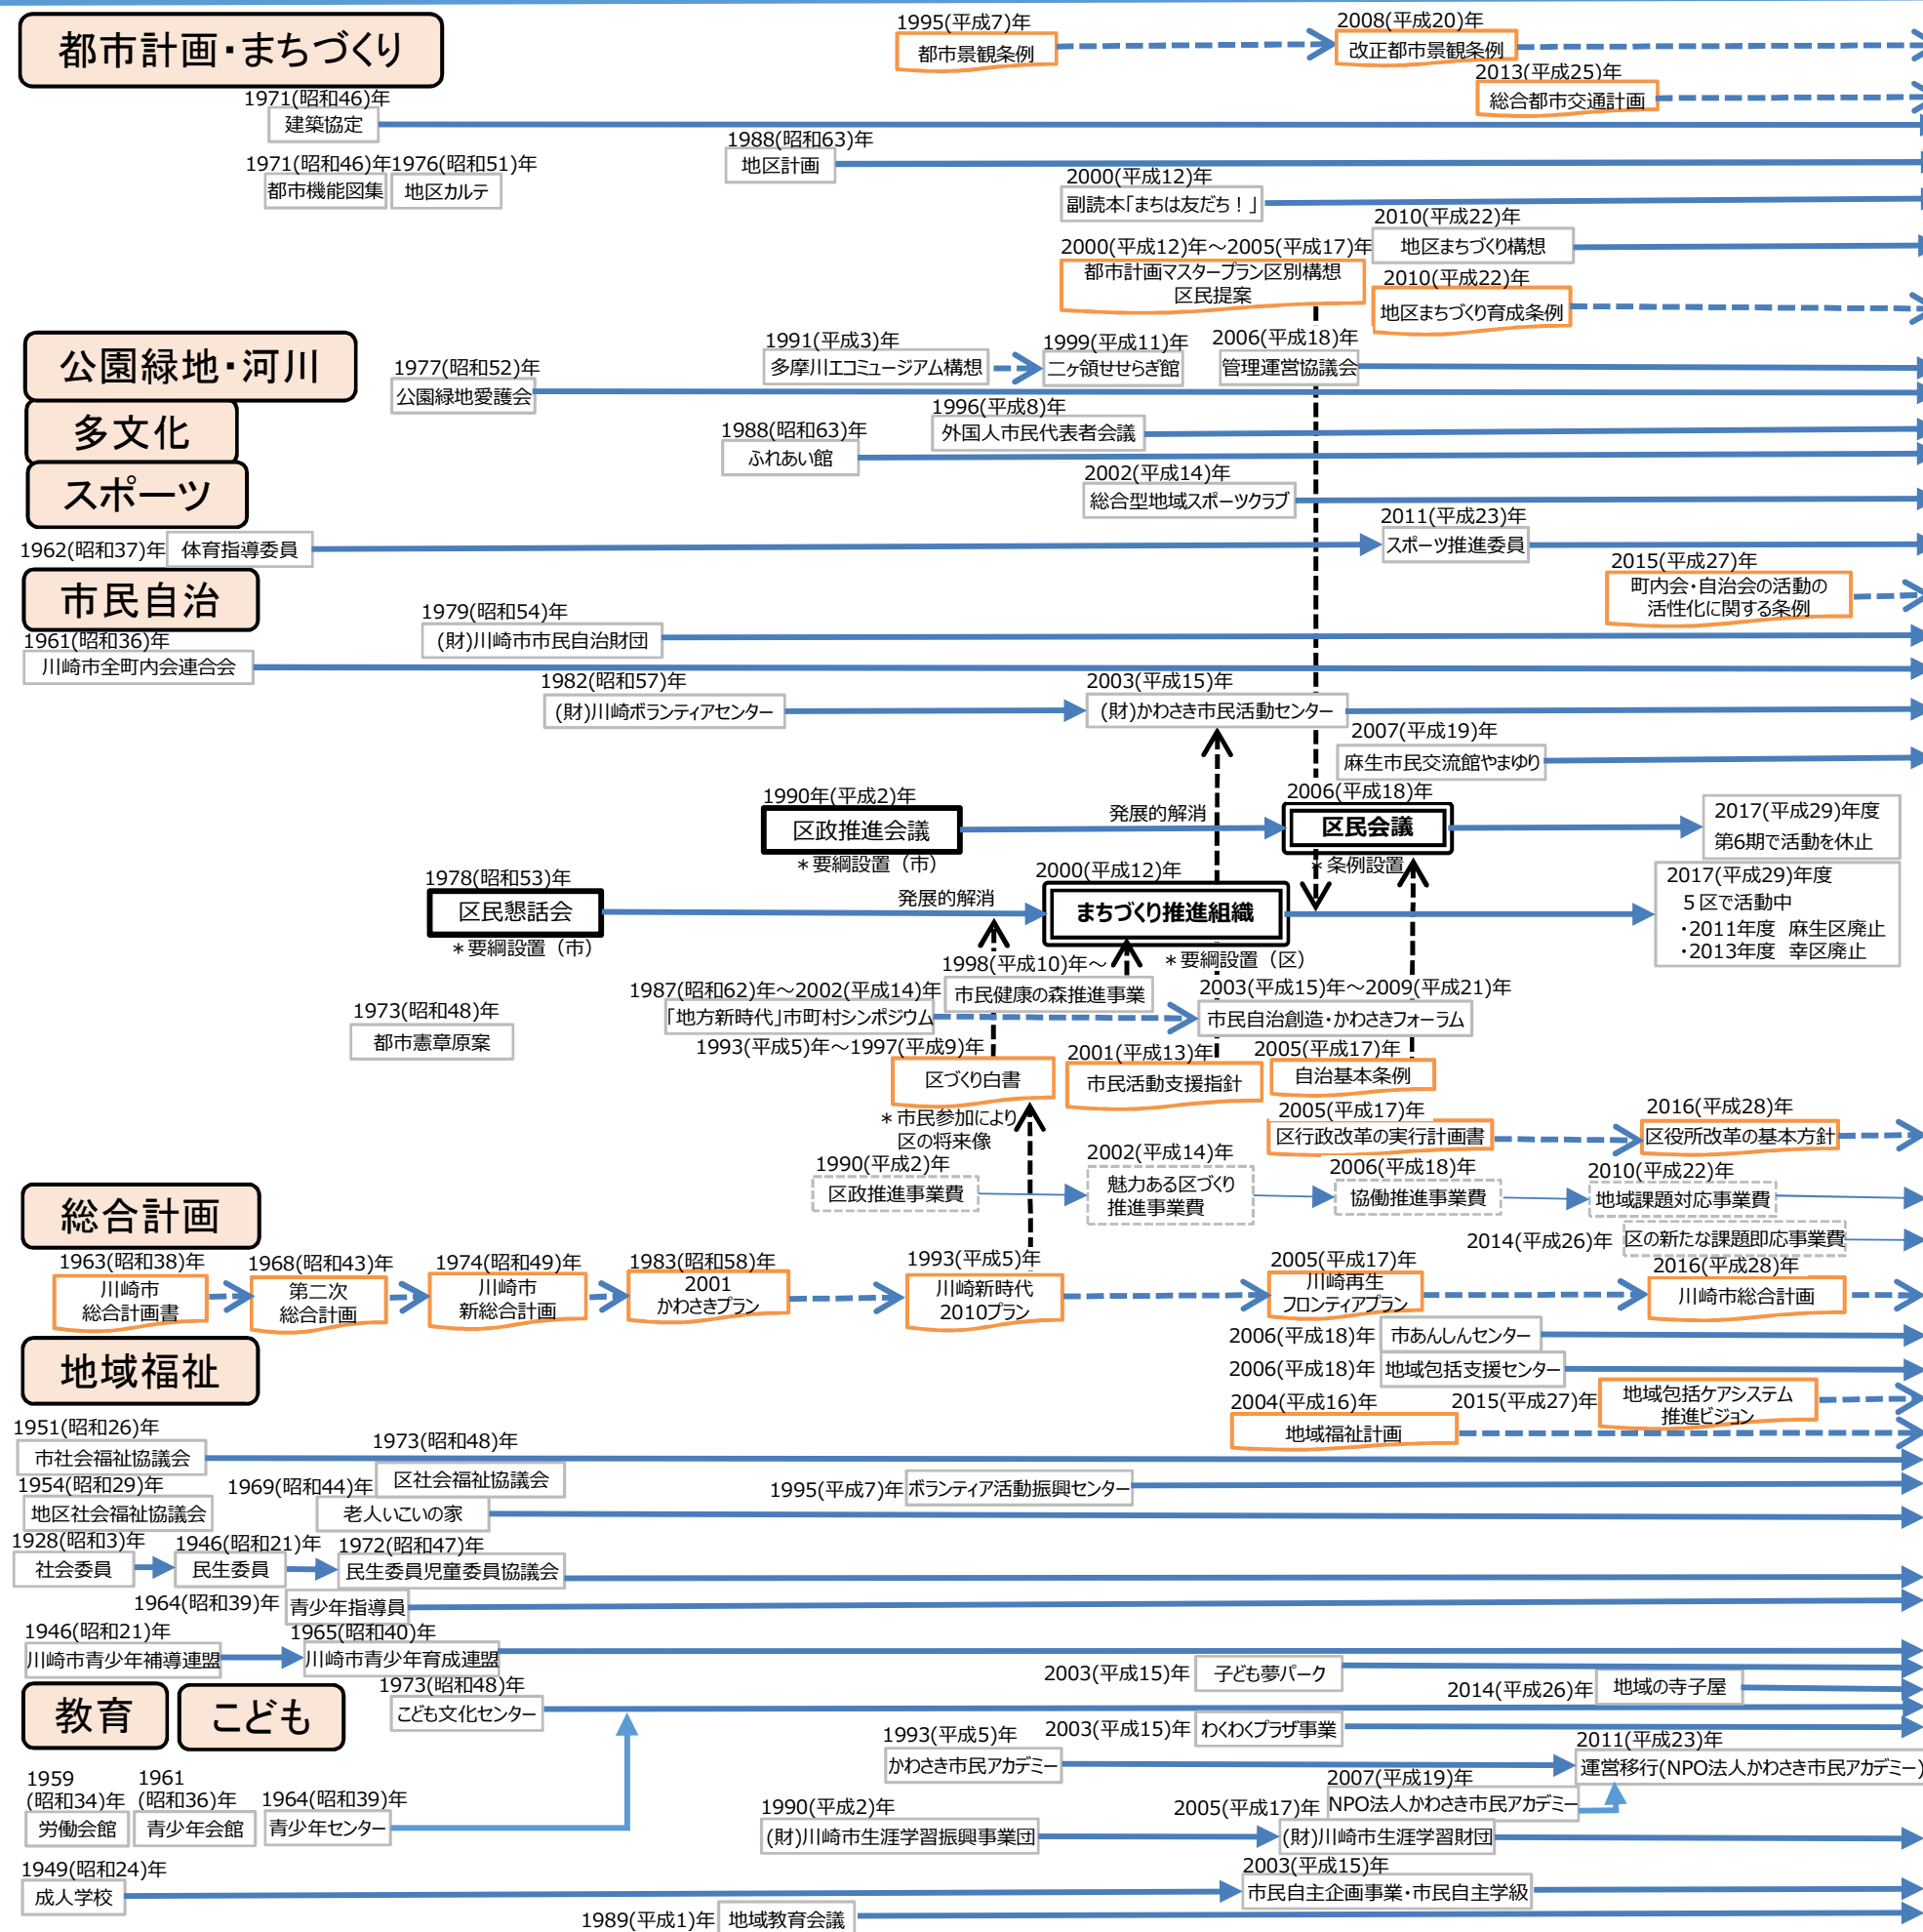 都市計画・まちづくり
1995(平成7)年
都市景観条例
2008(平成20)年
改正都市景観条例
2013(平成25)年
総合都市交通計画
1971(昭和46)年
建築協定
1988(昭和63)年
地区計画
1971(昭和46)年
都市機能図集
1976(昭和51)年
地区カルテ
2000(平成12)年
副読本「まちは友だち！」
2010(平成22)年
地区まちづくり構想
2000(平成12)年～2005(平成17)年
都市計画マスタープラン区別構想
区民提案
2010(平成22)年
地区まちづくり育成条例
公園緑地・河川
1991(平成3)年
多摩川エコミュージアム構想
1999(平成11)年
二ヶ領せせらぎ館
2006(平成18)年
管理運営協議会
1977(昭和52)年
公園緑地愛護会
多文化
1996(平成8)年
外国人市民代表者会議
1988(昭和63)年
ふれあい館
スポーツ
2002(平成14)年
総合型地域スポーツクラブ
1962(昭和37)年
体育指導委員
2011(平成23)年
スポーツ推進委員
市民自治
2015(平成27)年
町内会・自治会の活動の
活性化に関する条例
1979(昭和54)年
(財)川崎市市民自治財団
1961(昭和36)年
川崎市全町内会連合会
1982(昭和57)年
(財)川崎ボランティアセンター
2003(平成15)年
(財)かわさき市民活動センター
2007(平成19)年
麻生市民交流館やまゆり
1990年(平成2)年
区政推進会議
＊要綱設置（市）
発展的解消
2006(平成18)年
区民会議
＊条例設置
2017(平成29)年度
第6期で活動を休止
1978(昭和53)年
区民懇話会
＊要綱設置（市）
発展的解消
2000(平成12)年
まちづくり推進組織
＊要綱設置（区）
2017(平成29)年度
５区で活動中
・2011年度　麻生区廃止
・2013年度　幸区廃止
1998(平成10)年～
市民健康の森推進事業
1987(昭和62)年～2002(平成14)年
「地方新時代」市町村シンポジウム
2003(平成15)年～2009(平成21)年
市民自治創造・かわさきフォーラム
1973(昭和48)年
都市憲章原案
1993(平成5)年～1997(平成9)年
区づくり白書
＊市民参加により
区の将来像
2001(平成13)年
市民活動支援指針
2005(平成17)年
自治基本条例
2005(平成17)年
区行政改革の実行計画書
2016(平成28)年
区役所改革の基本方針
1990(平成2)年
区政推進事業費
2002(平成14)年
魅力ある区づくり
推進事業費
2006(平成18)年
協働推進事業費
2010(平成22)年
地域課題対応事業費
2014(平成26)年
区の新たな課題即応事業費
総合計画
1963(昭和38)年
川崎市
総合計画書
1968(昭和43)年
第二次
総合計画
1974(昭和49)年
川崎市
新総合計画
1983(昭和58)年
2001
かわさきプラン
1993(平成5)年
川崎新時代
2010プラン
2005(平成17)年
川崎再生
フロンティアプラン
2016(平成28)年
川崎市総合計画
地域福祉
2006(平成18)年
市あんしんセンター
2006(平成18)年
地域包括支援センター
2004(平成16)年
地域福祉計画
2015(平成27)年
地域包括ケアシステム
推進ビジョン
1951(昭和26)年
市社会福祉協議会
1973(昭和48)年
区社会福祉協議会
1954(昭和29)年
地区社会福祉協議会
1969(昭和44)年
老人いこいの家
1995(平成7)年
ボランティア活動振興センター
1928(昭和3)年
社会委員
1946(昭和21)年
民生委員
1972(昭和47)年
民生委員児童委員協議会
1964(昭和39)年
青少年指導員
1946(昭和21)年
川崎市青少年補導連盟
1965(昭和40)年
川崎市青少年育成連盟
教育
こども
1973(昭和48)年
こども文化センター
2003(平成15)年
子ども夢パーク
2014(平成26)年
地域の寺子屋
2003(平成15)年
わくわくプラザ事業
1993(平成5)年
かわさき市民アカデミー
2011(平成23)年
運営移行(NPO法人かわさき市民アカデミー)
2007(平成19)年
NPO法人かわさき市民アカデミー
1959
(昭和34)年
労働会館
1961
(昭和36)年
青少年会館
1964(昭和39)年
青少年センター
1990(平成2)年
(財)川崎市生涯学習振興事業団
2005(平成17)年
(財)川崎市生涯学習財団
1949(昭和24)年
成人学校
2003(平成15)年
市民自主企画事業・市民自主学級
1989(平成1)年
地域教育会議